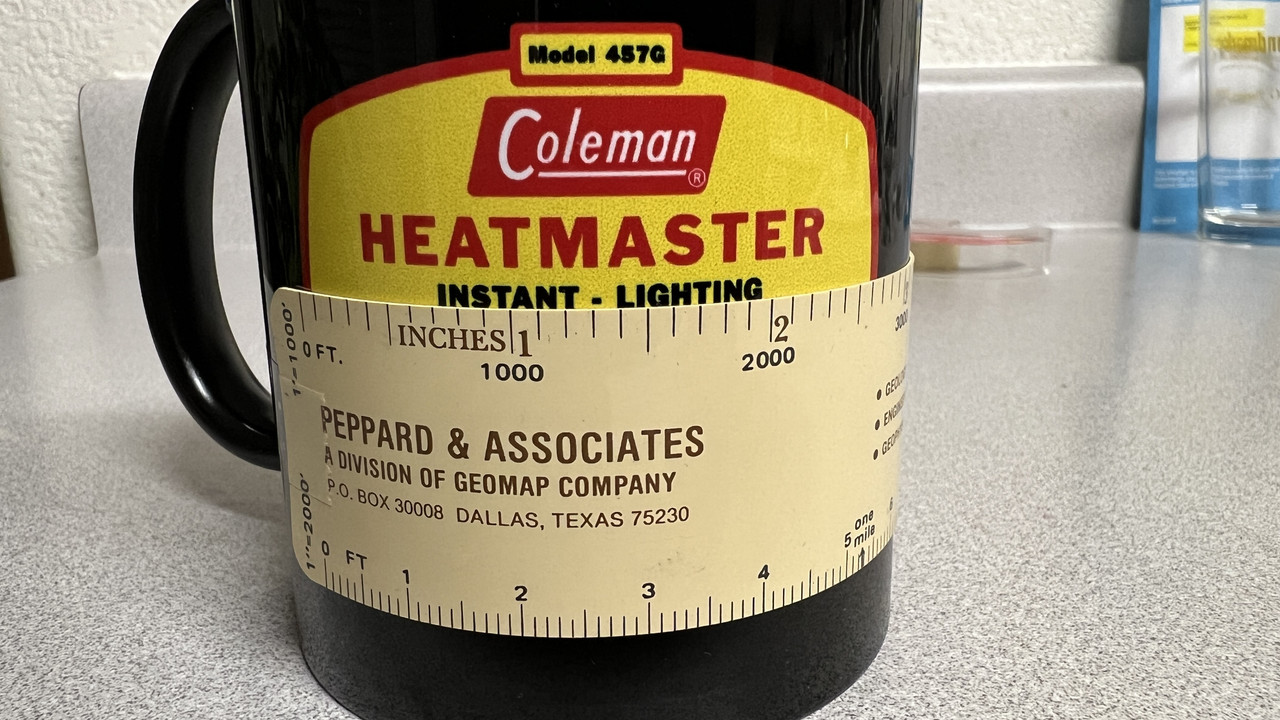 Model 457G
Coleman®
HEATMASTER
INSTANT - LIGHTING
1"=1000'
INCHES 1 2
0 FT. 1000 2000 3000
PEPPARD & ASSOCIATES
A DIVISION OF GEOMAP COMPANY
P.O. BOX 30008 DALLAS, TEXAS 75230
1"=2000'
0 FT 1 2 3 4 5 6
one
mile